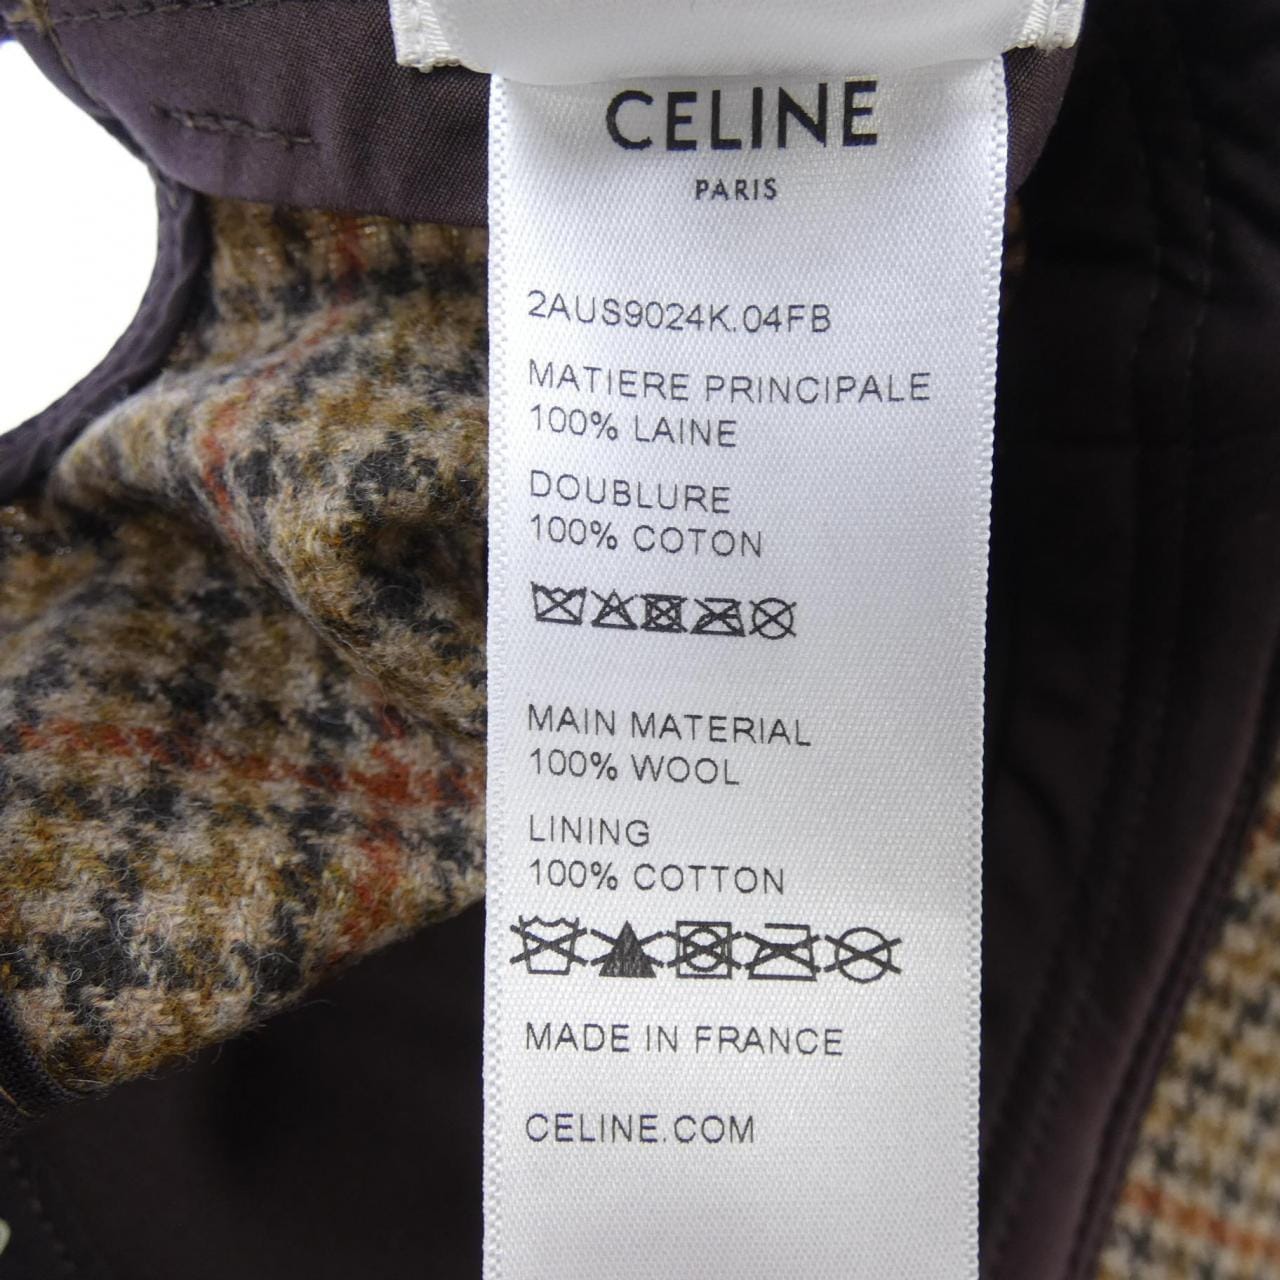 CELINE
PARIS
2AUS9024K.04FB
MATIERE PRINCIPALE
100% LAINE
DOUBLURE
100% COTON
MAIN MATERIAL
100% WOOL
LINING
100% COTTON
MADE IN FRANCE
CELINE.COM